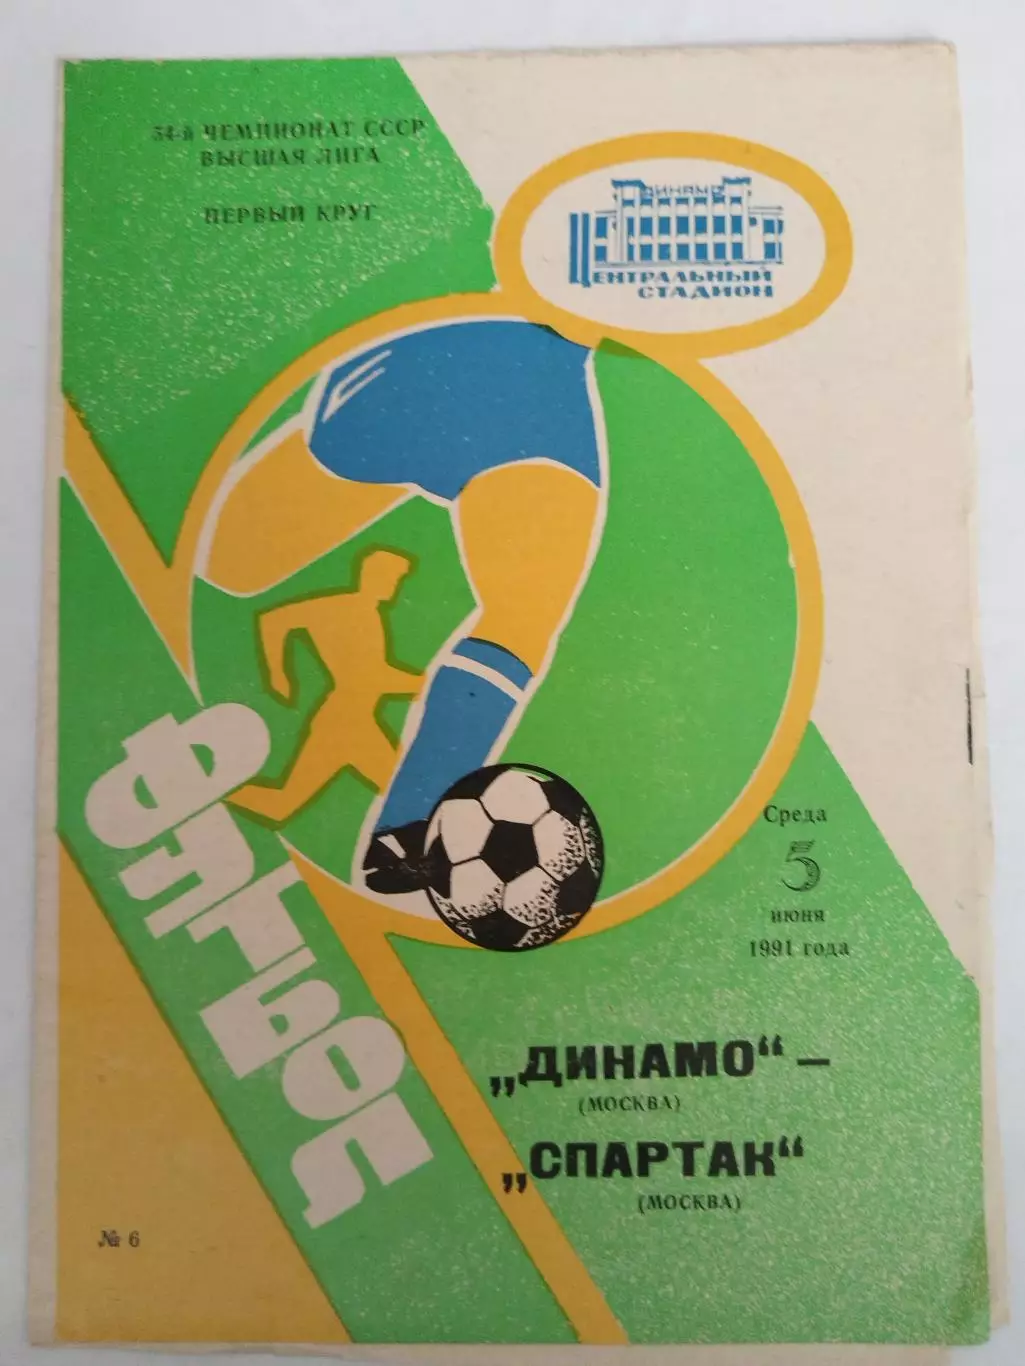 54-й ЧЕМПИОНАТ СССР
ВЫСШАЯ ЛИГА
ПЕРВЫЙ КРУГ
ДИНАМО
ЦЕНТРАЛЬНЫЙ
СТАДИОН
ФУТБОЛ
Среда
5
июня
1991 года
„ДИНАМО“ –
(МОСКВА)
„СПАРТАК“
(МОСКВА)
№ 6